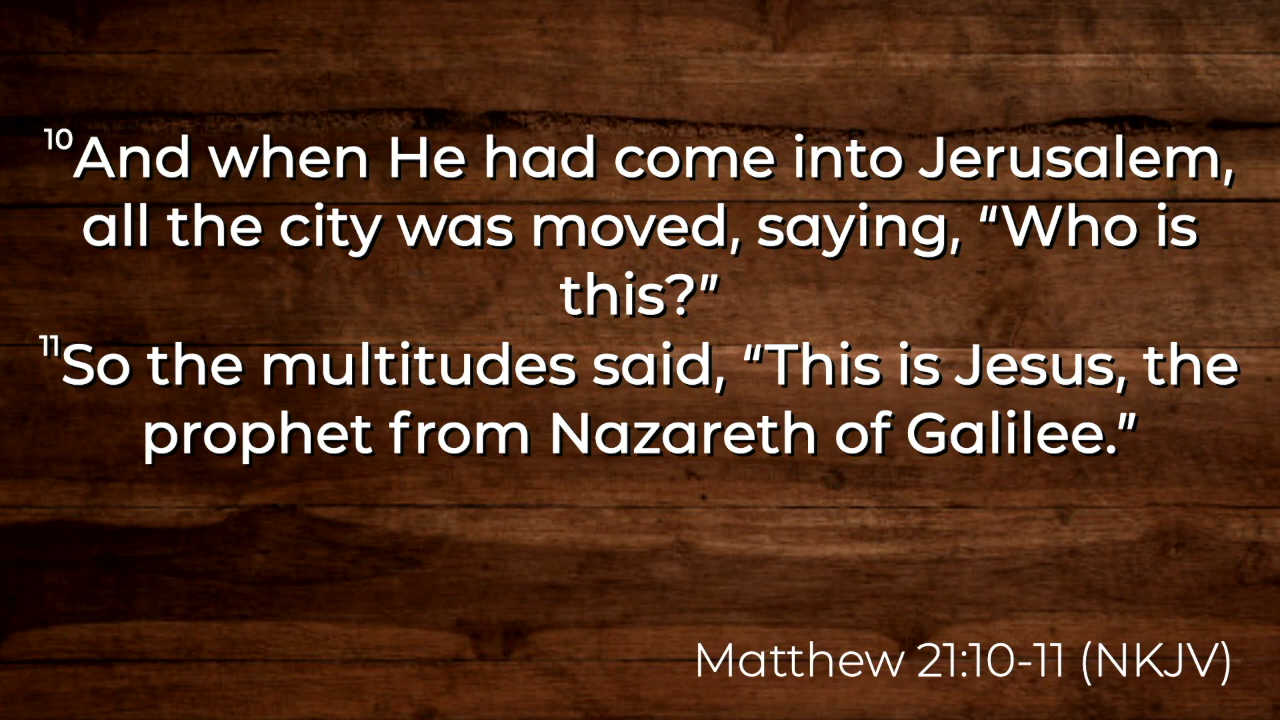 ¹⁰And when He had come into Jerusalem,
all the city was moved, saying, “Who is
this?”
¹¹So the multitudes said, “This is Jesus, the
prophet from Nazareth of Galilee.”
Matthew 21:10-11 (NKJV)